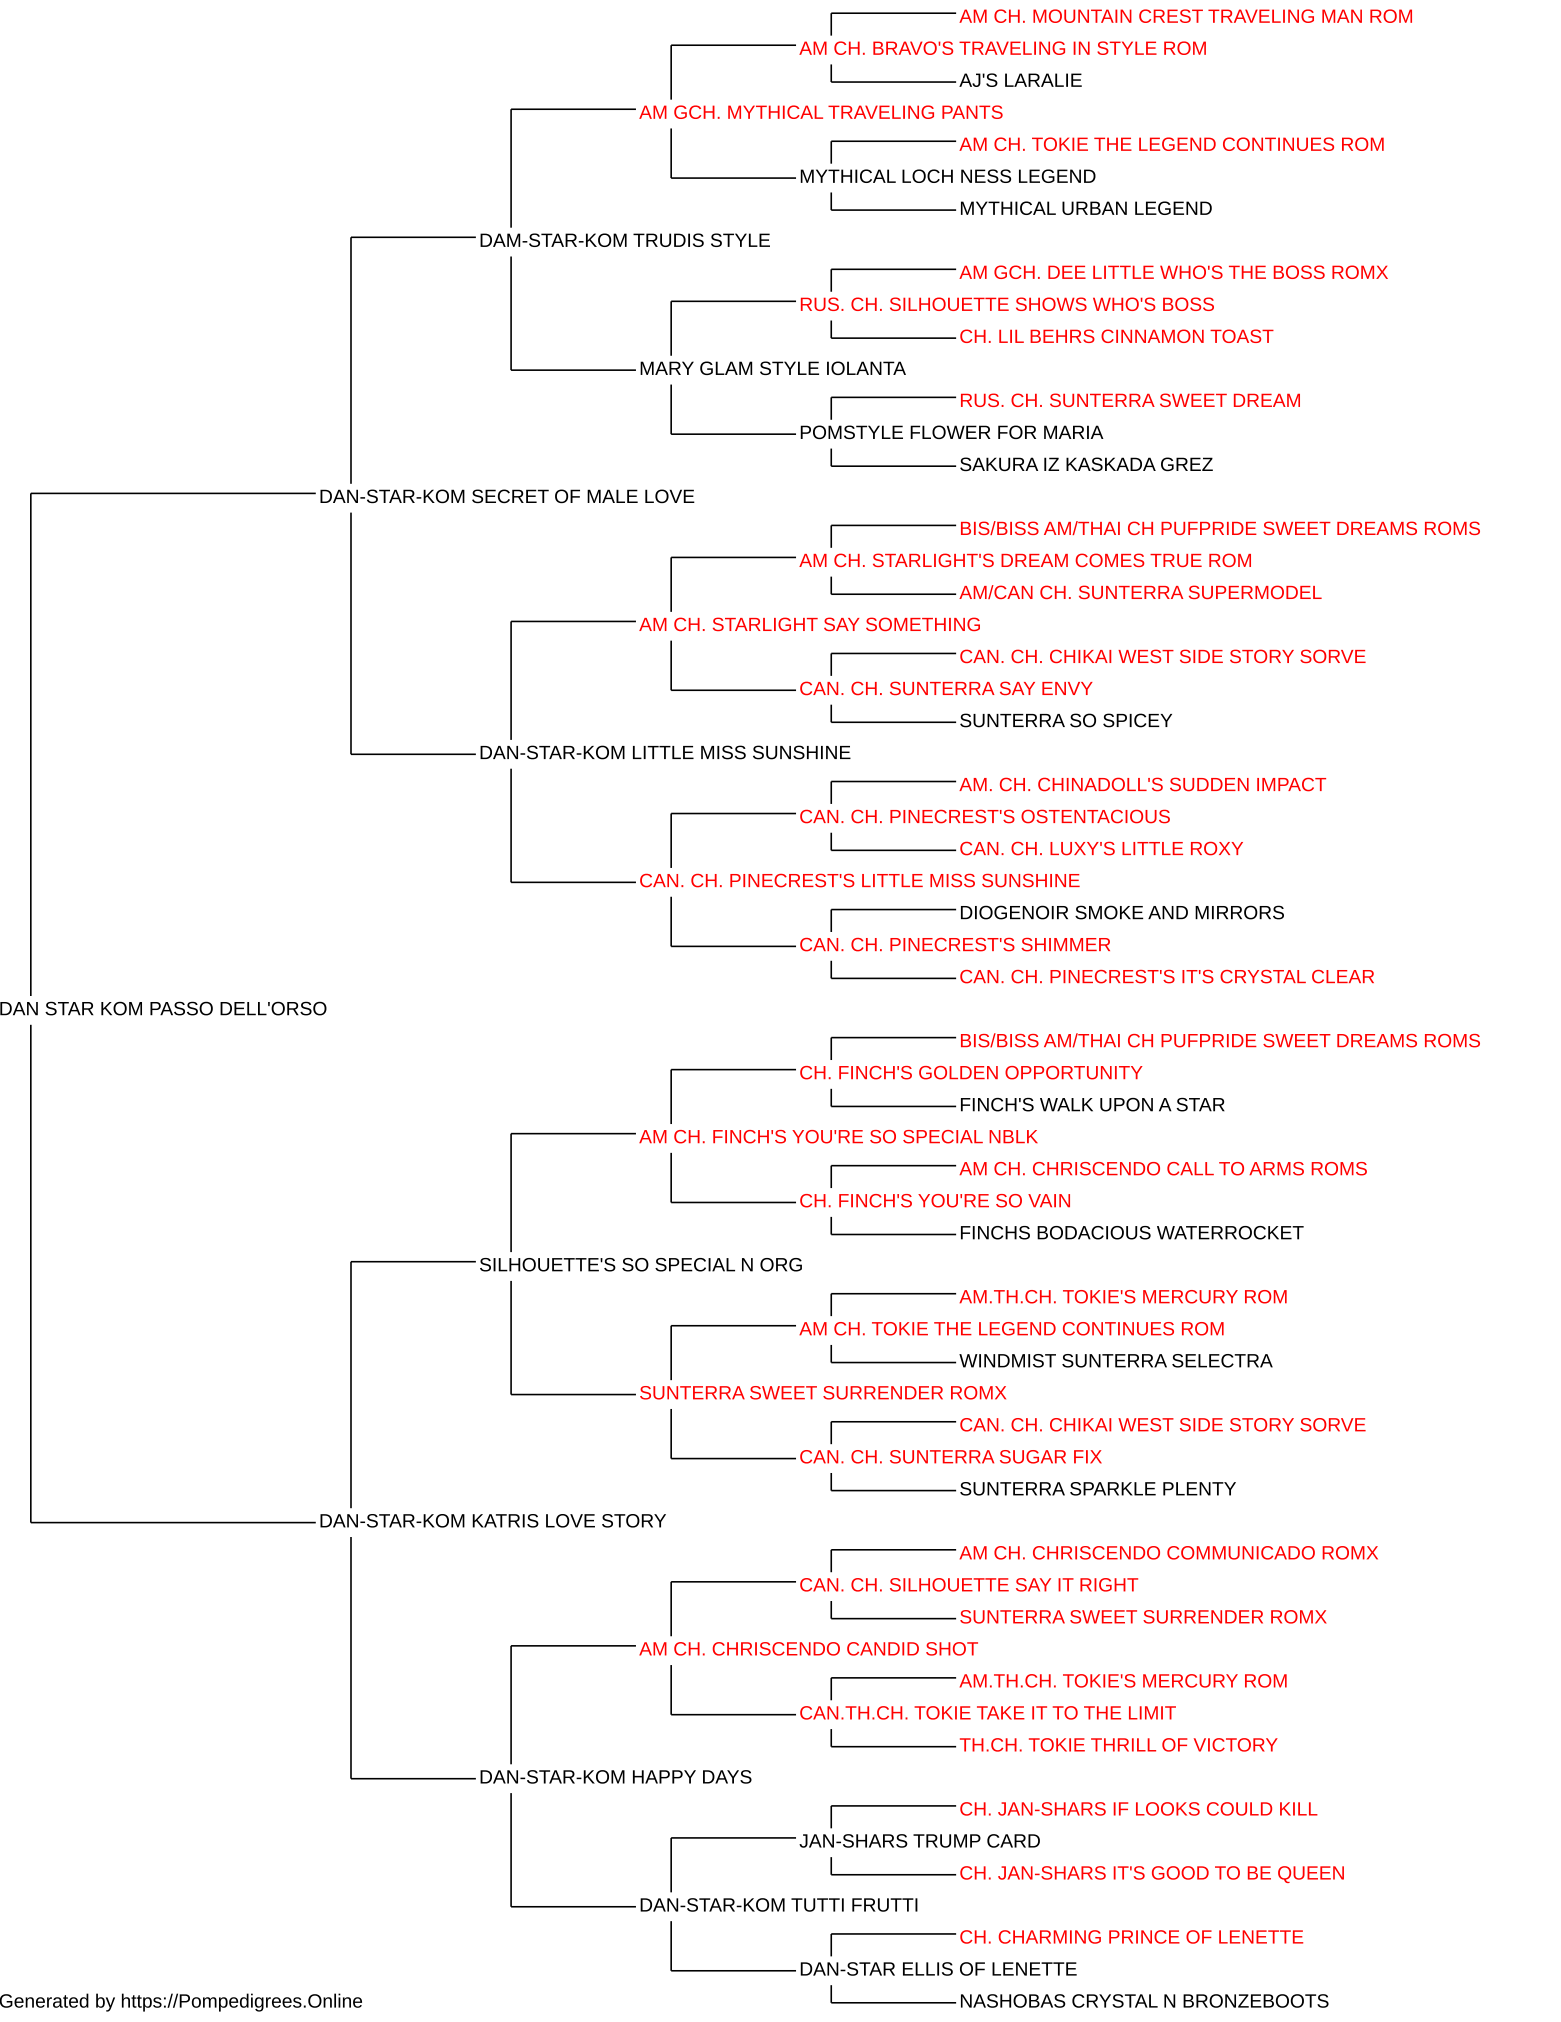 AM CH. MOUNTAIN CREST TRAVELING MAN ROM
AM CH. BRAVO'S TRAVELING IN STYLE ROM
AJ'S LARALIE
AM GCH. MYTHICAL TRAVELING PANTS
AM CH. TOKIE THE LEGEND CONTINUES ROM
MYTHICAL LOCH NESS LEGEND
MYTHICAL URBAN LEGEND
DAM-STAR-KOM TRUDIS STYLE
AM GCH. DEE LITTLE WHO'S THE BOSS ROMX
RUS. CH. SILHOUETTE SHOWS WHO'S BOSS
CH. LIL BEHRS CINNAMON TOAST
MARY GLAM STYLE IOLANTA
RUS. CH. SUNTERRA SWEET DREAM
POMSTYLE FLOWER FOR MARIA
SAKURA IZ KASKADA GREZ
DAN-STAR-KOM SECRET OF MALE LOVE
BIS/BISS AM/THAI CH PUFPRIDE SWEET DREAMS ROMS
AM CH. STARLIGHT'S DREAM COMES TRUE ROM
AM/CAN CH. SUNTERRA SUPERMODEL
AM CH. STARLIGHT SAY SOMETHING
CAN. CH. CHIKAI WEST SIDE STORY SORVE
CAN. CH. SUNTERRA SAY ENVY
SUNTERRA SO SPICEY
DAN-STAR-KOM LITTLE MISS SUNSHINE
AM. CH. CHINADOLL'S SUDDEN IMPACT
CAN. CH. PINECREST'S OSTENTACIOUS
CAN. CH. LUXY'S LITTLE ROXY
CAN. CH. PINECREST'S LITTLE MISS SUNSHINE
DIOGENOIR SMOKE AND MIRRORS
CAN. CH. PINECREST'S SHIMMER
CAN. CH. PINECREST'S IT'S CRYSTAL CLEAR
DAN STAR KOM PASSO DELL'ORSO
BIS/BISS AM/THAI CH PUFPRIDE SWEET DREAMS ROMS
CH. FINCH'S GOLDEN OPPORTUNITY
FINCH'S WALK UPON A STAR
AM CH. FINCH'S YOU'RE SO SPECIAL NBLK
AM CH. CHRISCENDO CALL TO ARMS ROMS
CH. FINCH'S YOU'RE SO VAIN
FINCHS BODACIOUS WATERROCKET
SILHOUETTE'S SO SPECIAL N ORG
AM.TH.CH. TOKIE'S MERCURY ROM
AM CH. TOKIE THE LEGEND CONTINUES ROM
WINDMIST SUNTERRA SELECTRA
SUNTERRA SWEET SURRENDER ROMX
CAN. CH. CHIKAI WEST SIDE STORY SORVE
CAN. CH. SUNTERRA SUGAR FIX
SUNTERRA SPARKLE PLENTY
DAN-STAR-KOM KATRIS LOVE STORY
AM CH. CHRISCENDO COMMUNICADO ROMX
CAN. CH. SILHOUETTE SAY IT RIGHT
SUNTERRA SWEET SURRENDER ROMX
AM CH. CHRISCENDO CANDID SHOT
AM.TH.CH. TOKIE'S MERCURY ROM
CAN.TH.CH. TOKIE TAKE IT TO THE LIMIT
TH.CH. TOKIE THRILL OF VICTORY
DAN-STAR-KOM HAPPY DAYS
CH. JAN-SHARS IF LOOKS COULD KILL
JAN-SHARS TRUMP CARD
CH. JAN-SHARS IT'S GOOD TO BE QUEEN
DAN-STAR-KOM TUTTI FRUTTI
CH. CHARMING PRINCE OF LENETTE
DAN-STAR ELLIS OF LENETTE
NASHOBAS CRYSTAL N BRONZEBOOTS
Generated by https://Pompedigrees.Online